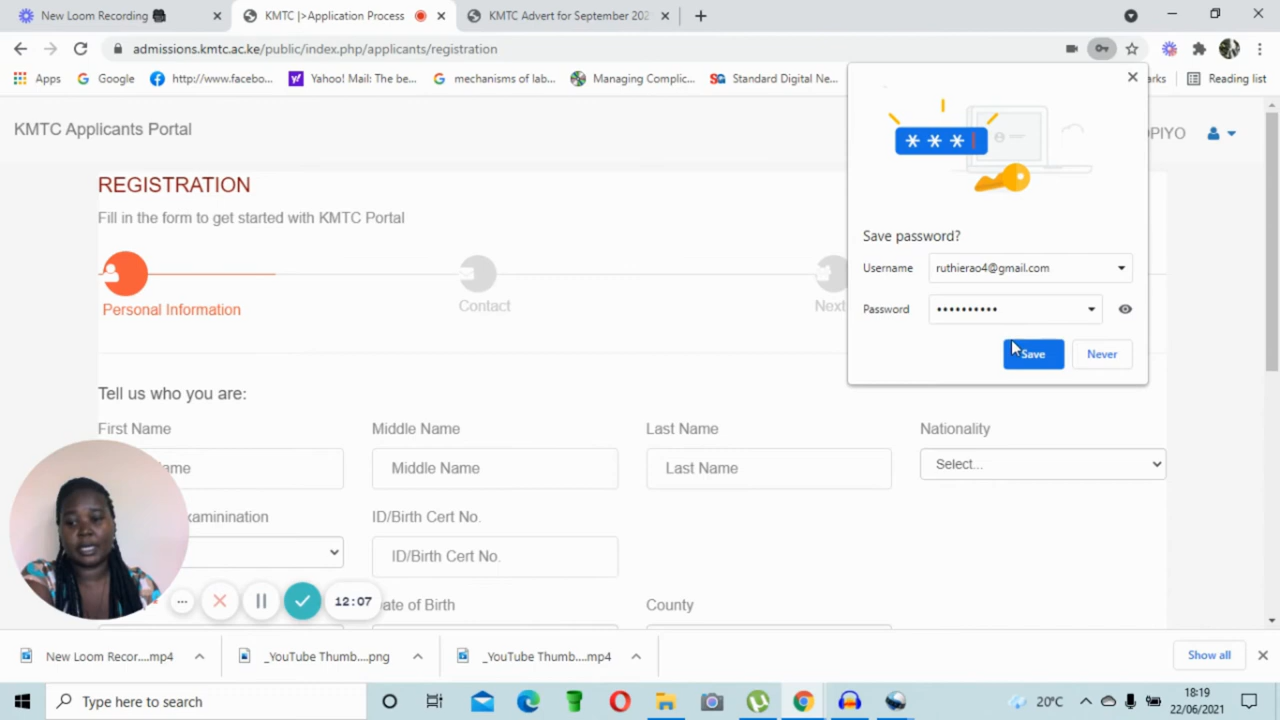 New Loom Recording
KMTC |>Application Process
KMTC Advert for September 202
admissions.kmtc.ac.ke/public/index.php/applicants/registration
Apps
Google
http://www.facebo...
Yahoo! Mail: The be...
mechanisms of lab...
Managing Complic...
Standard Digital Ne...
Reading list
KMTC Applicants Portal
REGISTRATION
Fill in the form to get started with KMTC Portal
Personal Information
Contact
Next
Save password?
Username
ruthierao4@gmail.com
Password
••••••••••
Save
Never
Tell us who you are:
First Name
Middle Name
Last Name
Nationality
Middle Name
Last Name
Select...
ID/Birth Cert No.
ID/Birth Cert No.
12:07
County
New Loom Recor....mp4
_YouTube Thumb....png
_YouTube Thumb....mp4
Show all
Type here to search
20°C
18:19
22/06/2021